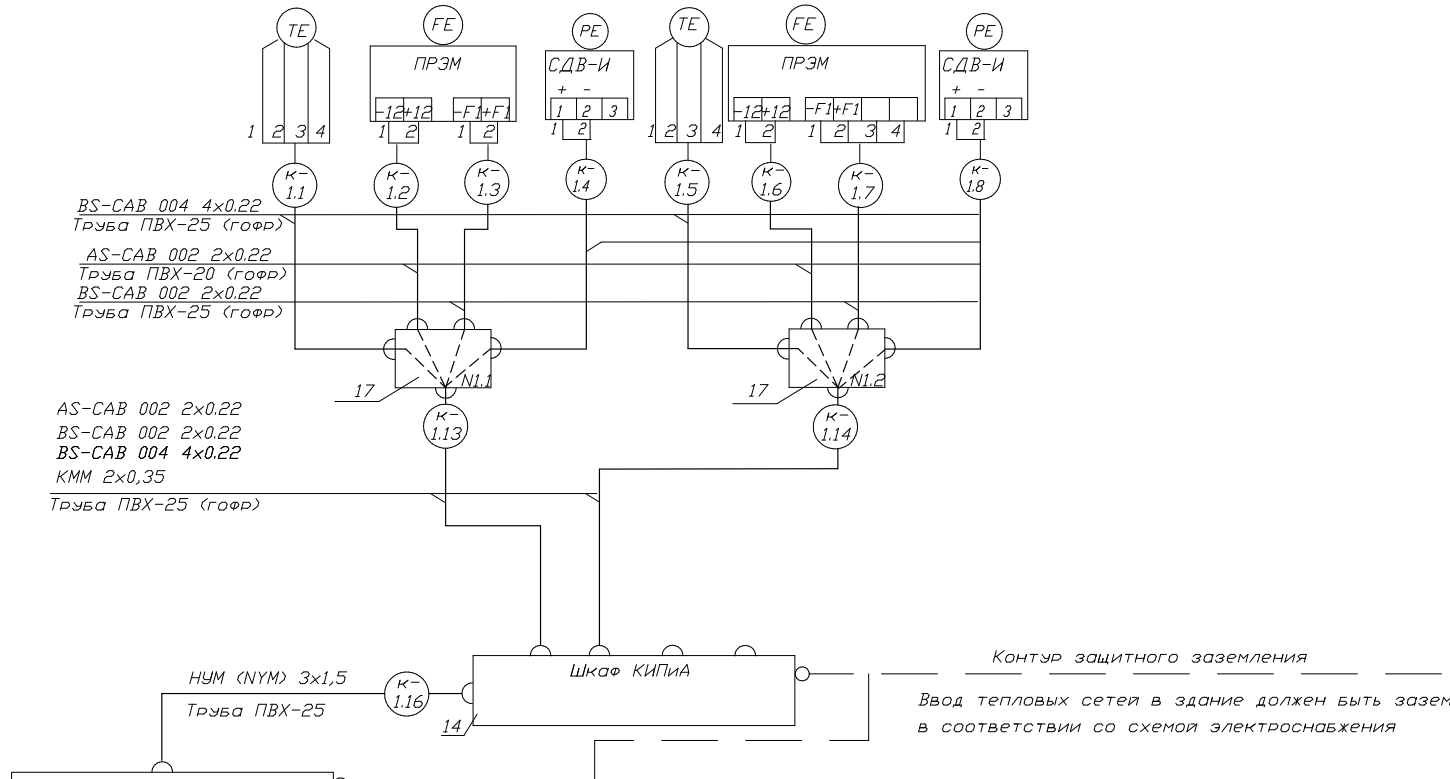 TE FE PE TE FE PE
ПРЭМ СДВ-И ПРЭМ СДВ-И
+ - + -
-12 +12 -F1 +F1 1 2 3 -12 +12 -F1 +F1 1 2 3
1 2 3 4 1 2 1 2 1 2 1 2 3 4 1 2 1 2 3 4 1 2
К-1.1 К-1.2 К-1.3 К-1.4 К-1.5 К-1.6 К-1.7 К-1.8
BS-CAB 004 4x0.22
Труба ПВХ-25 (гофр)
AS-CAB 002 2x0.22
Труба ПВХ-20 (гофр)
BS-CAB 002 2x0.22
Труба ПВХ-25 (гофр)
17 N1.1 17 N1.2
К-1.13 К-1.14
AS-CAB 002 2x0.22
BS-CAB 002 2x0.22
BS-CAB 004 4x0.22
КММ 2x0,35
Труба ПВХ-25 (гофр)
Шкаф КИПиА
НУМ (NYM) 3x1,5
Труба ПВХ-25
К-1.16
14
Контур защитного заземления
Ввод тепловых сетей в здание должен быть зазем
в соответствии со схемой электроснабжения